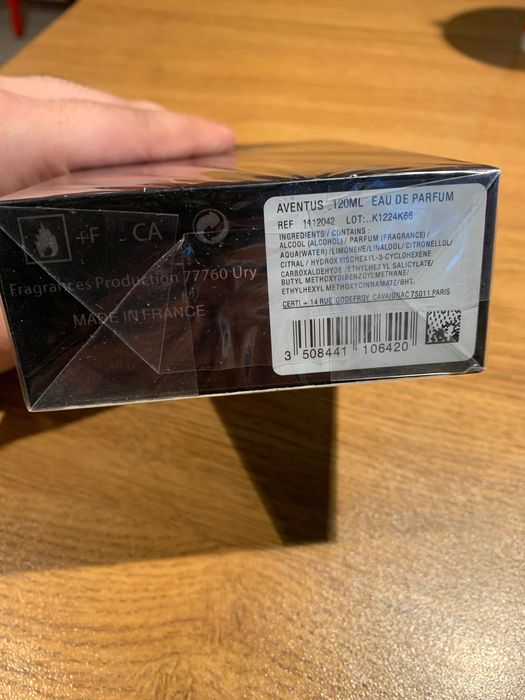 +F CA
Fragrances Production 77760 Ury
MADE IN FRANCE
AVENTUS 120ML EAU DE PARFUM
REF 1112042 LOT:.K1224K66
INGREDIENTS / CONTAINS :
ALCOOL (ALCOHOL) / PARFUM (FRAGRANCE) /
AQUA(WATER) /LIMONENE/LINALOOL/ CITRONELLOL/
CITRAL / HYDROXYISOHEXYL-3-CYCLOHEXENE
CARBOXALDEHYDE /ETHYLHEXYL SALICYLATE/
BUTYL METHOXYDIBENZOYLMETHANE/
ETHYLHEXYL METHOXYCINNAMATE/BHT.
CERTI + 14 RUE GODEFROY CAVAIGNAC 75011 PARIS
3 508441 106420